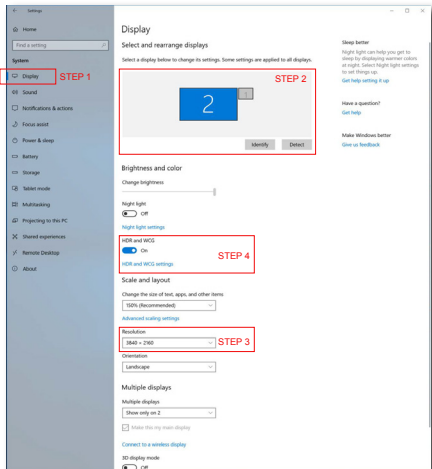 Settings
Home
Find a setting
System
Display
STEP 1
Sound
Notifications & actions
Focus assist
Power & sleep
Battery
Storage
Tablet mode
Multitasking
Projecting to this PC
Shared experiences
Remote Desktop
About
Display
Select and rearrange displays
Select a display below to change its settings. Some settings are applied to all displays.
STEP 2
2
1
Identify
Detect
Brightness and color
Change brightness
Night light
Off
Night light settings
HDR and WCG
On
STEP 4
HDR and WCG settings
Scale and layout
Change the size of text, apps, and other items
150% (Recommended)
Advanced scaling settings
Resolution
3840 × 2160
STEP 3
Orientation
Landscape
Multiple displays
Multiple displays
Show only on 2
Make this my main display
Connect to a wireless display
3D display mode
Off
Sleep better
Night light can help you get to
sleep by displaying warmer colors
at night. Select Night light settings
to set things up.
Get help setting it up
Have a question?
Get help
Make Windows better
Give us feedback